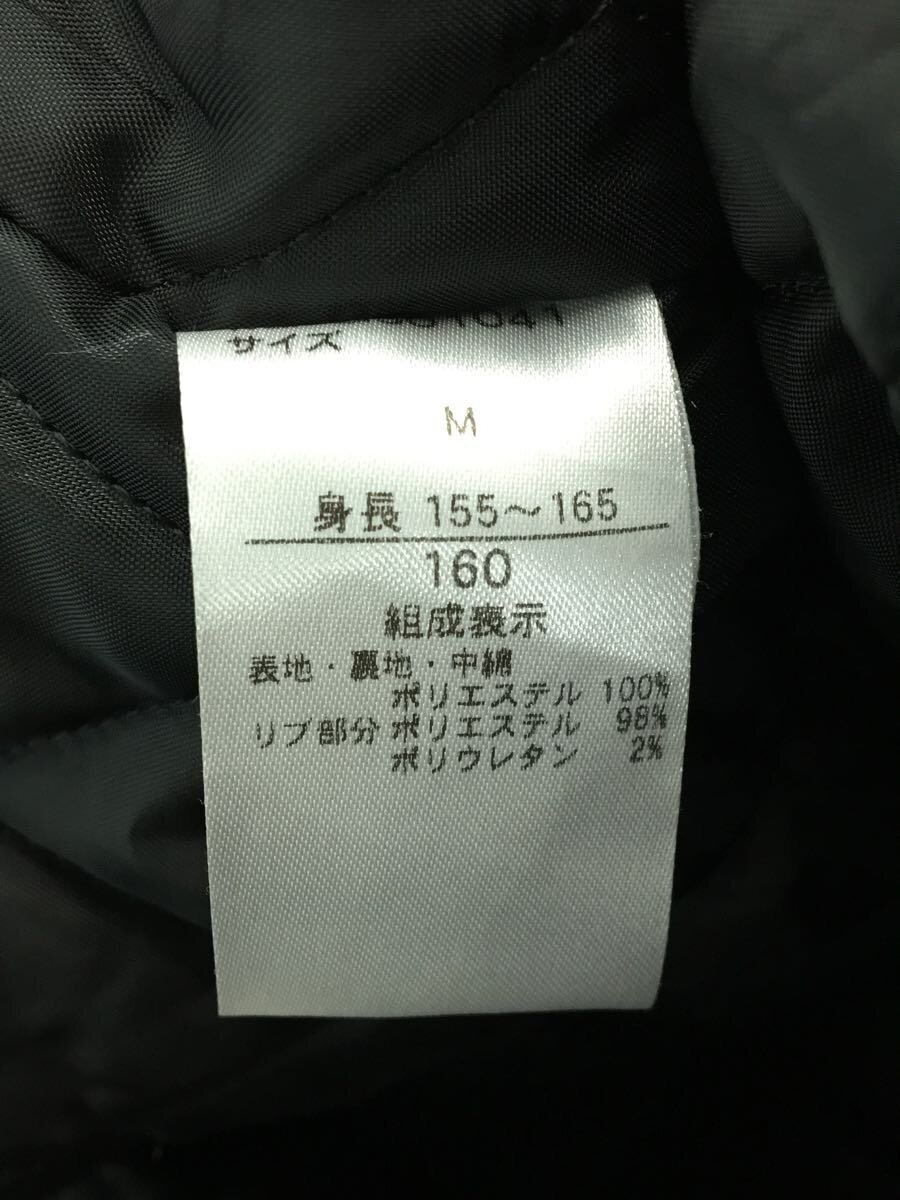 サイズ
M
身長 155～165
160
組成表示
表地・裏地・中綿
ポリエステル 100%
リブ部分 ポリエステル 98%
ポリウレタン 2%